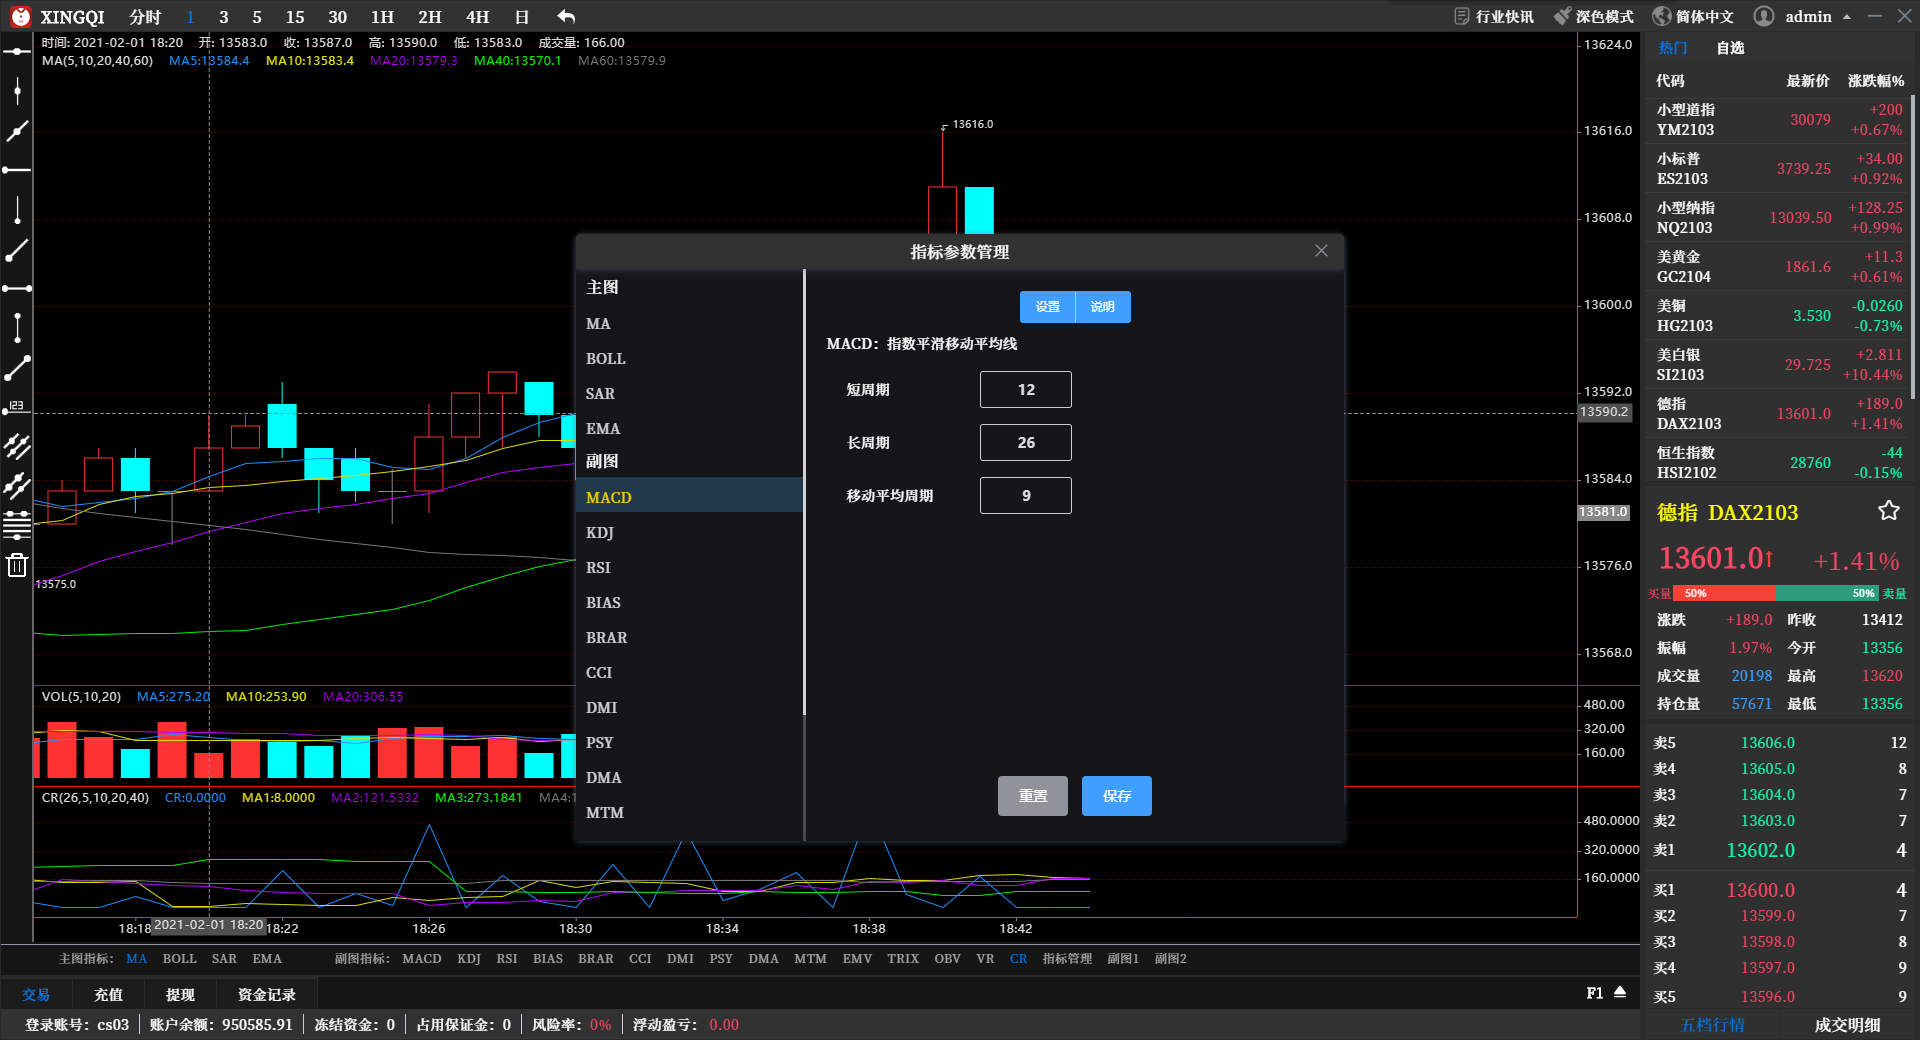 XINGQI 分时 1 3 5 15 30 1H 2H 4H 日 行业快讯 深色模式 简体中文 admin
时间: 2021-02-01 18:20 开: 13583.0 收: 13587.0 高: 13590.0 低: 13583.0 成交量: 166.00
MA(5,10,20,40,60) MA5:13584.4 MA10:13583.4 MA20:13579.3 MA40:13570.1 MA60:13579.9
13624.0
13616.0
13616.0
13608.0
13600.0
13592.0
13590.2
13584.0
13581.0
13576.0
13575.0
13568.0
123
VOL(5,10,20) MA5:275.20 MA10:253.90 MA20:306.55
480.00
320.00
160.00
CR(26,5,10,20,40) CR:0.0000 MA1:8.0000 MA2:121.5332 MA3:273.1841 MA4:1
480.0000
320.0000
160.0000
18:18 2021-02-01 18:20 18:22 18:26 18:30 18:34 18:38 18:42
指标参数管理
主图
MA
BOLL
SAR
EMA
副图
MACD
KDJ
RSI
BIAS
BRAR
CCI
DMI
PSY
DMA
MTM
设置 说明
MACD：指数平滑移动平均线
短周期 12
长周期 26
移动平均周期 9
重置 保存
主图指标： MA BOLL SAR EMA 副图指标： MACD KDJ RSI BIAS BRAR CCI DMI PSY DMA MTM EMV TRIX OBV VR CR 指标管理 副图1 副图2
交易 充值 提现 资金记录 F1
登录账号：cs03 账户余额：950585.91 冻结资金：0 占用保证金：0 风险率：0% 浮动盈亏： 0.00
热门 自选
代码 最新价 涨跌幅%
小型道指 YM2103 30079 +200 +0.67%
小标普 ES2103 3739.25 +34.00 +0.92%
小型纳指 NQ2103 13039.50 +128.25 +0.99%
美黄金 GC2104 1861.6 +11.3 +0.61%
美铜 HG2103 3.530 -0.0260 -0.73%
美白银 SI2103 29.725 +2.811 +10.44%
德指 DAX2103 13601.0 +189.0 +1.41%
恒生指数 HSI2102 28760 -44 -0.15%
德指 DAX2103
13601.0↑ +1.41%
买量 50% 50% 卖量
涨跌 +189.0 昨收 13412
振幅 1.97% 今开 13356
成交量 20198 最高 13620
持仓量 57671 最低 13356
卖5 13606.0 12
卖4 13605.0 8
卖3 13604.0 7
卖2 13603.0 7
卖1 13602.0 4
买1 13600.0 4
买2 13599.0 7
买3 13598.0 8
买4 13597.0 9
买5 13596.0 9
五档行情 成交明细